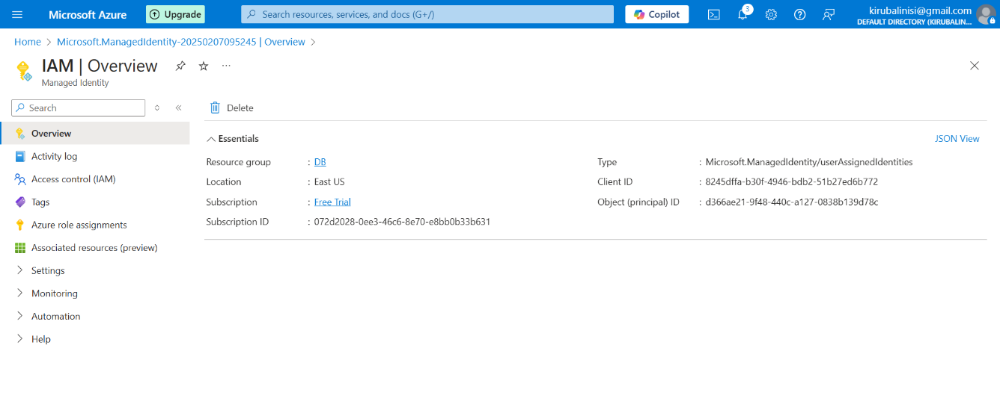 Microsoft Azure
Upgrade
Search resources, services, and docs (G+/)
Copilot
3
kirubalinisi@gmail.com
DEFAULT DIRECTORY (KIRUBALIN...
Home > Microsoft.ManagedIdentity-20250207095245 | Overview >
IAM | Overview
...
Managed Identity
Search
Delete
Overview
Essentials
JSON View
Activity log
Resource group : DB
Type : Microsoft.ManagedIdentity/userAssignedIdentities
Access control (IAM)
Location : East US
Client ID : 8245dffa-b30f-4946-bdb2-51b27ed6b772
Tags
Subscription : Free Trial
Object (principal) ID : d366ae21-9f48-440c-a127-0838b139d78c
Azure role assignments
Subscription ID : 072d2028-0ee3-46c6-8e70-e8bb0b33b631
Associated resources (preview)
Settings
Monitoring
Automation
Help